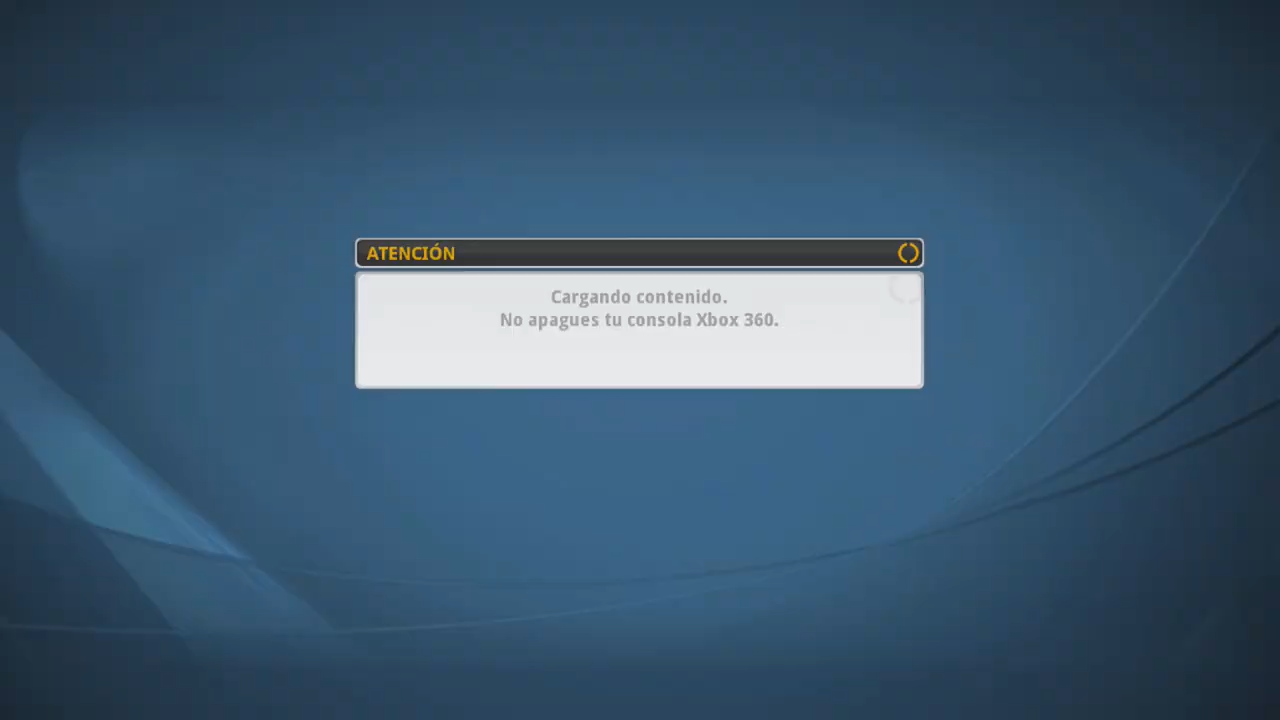 ATENCIÓN
Cargando contenido.
No apagues tu consola Xbox 360.